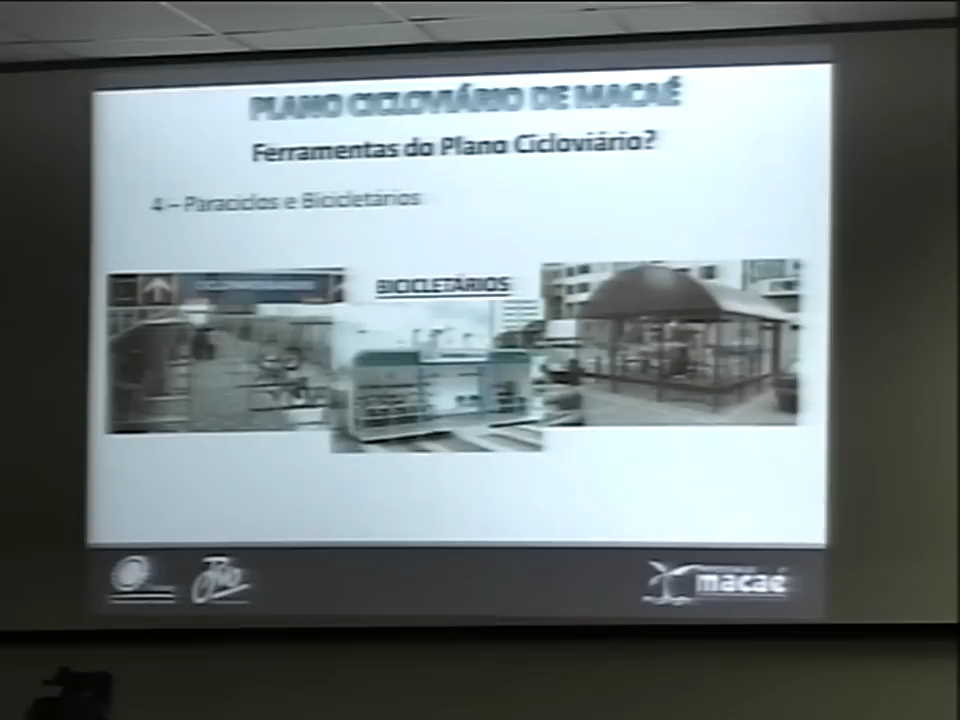 PLANO CICLOVIÁRIO DE MACAÉ
Ferramentas do Plano Cicloviário?
4 – Paraciclos e Bicicletários
BICICLETÁRIOS
macaé